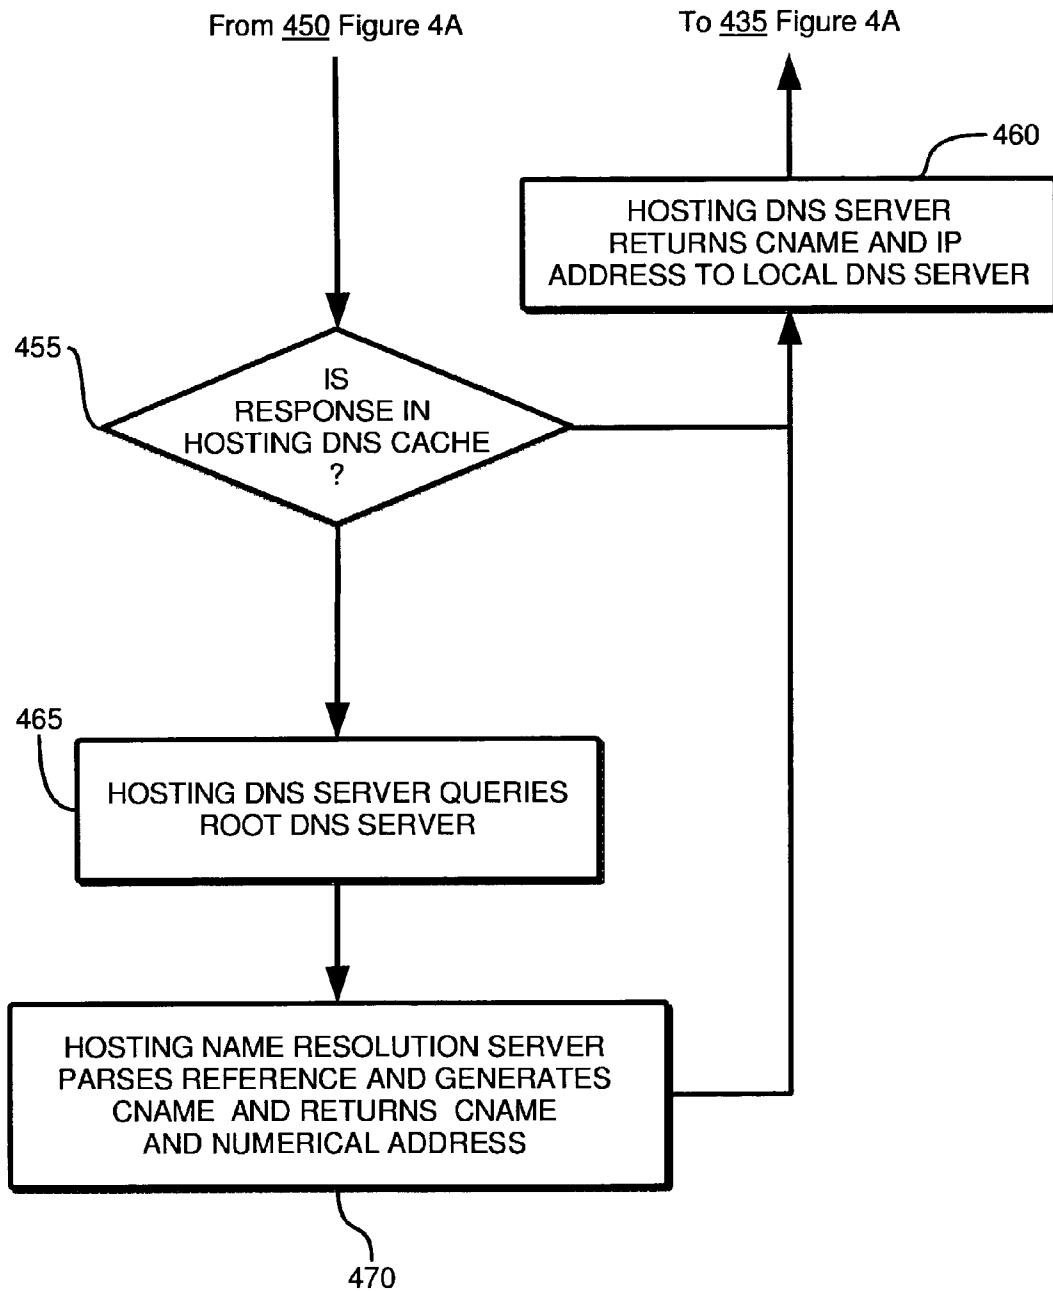 From 450 Figure 4A
To 435 Figure 4A
460
HOSTING DNS SERVER
RETURNS CNAME AND IP
ADDRESS TO LOCAL DNS SERVER
455
IS
RESPONSE IN
HOSTING DNS CACHE
?
465
HOSTING DNS SERVER QUERIES
ROOT DNS SERVER
HOSTING NAME RESOLUTION SERVER
PARSES REFERENCE AND GENERATES
CNAME AND RETURNS CNAME
AND NUMERICAL ADDRESS
470